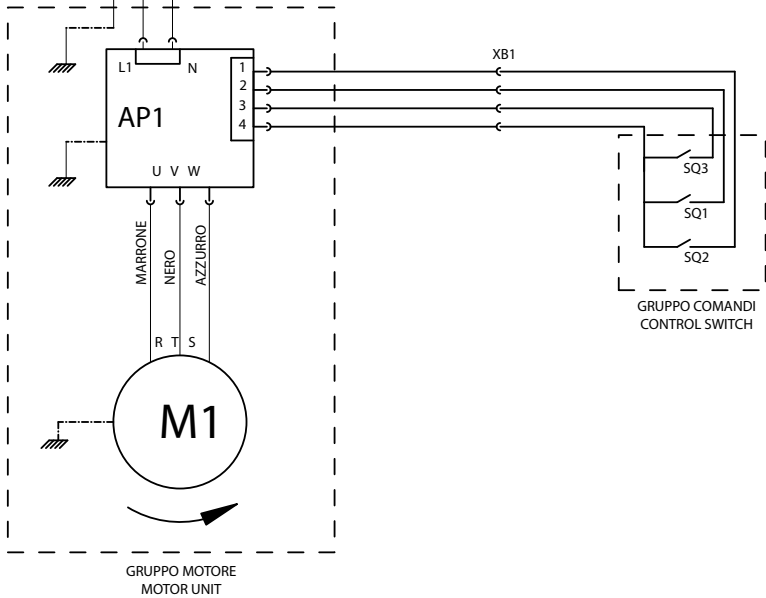 L1 N
XB1
1
2
3
4
AP1
U V W
SQ3
SQ1
SQ2
MARRONE
NERO
AZZURRO
GRUPPO COMANDI
CONTROL SWITCH
R T S
M1
GRUPPO MOTORE
MOTOR UNIT